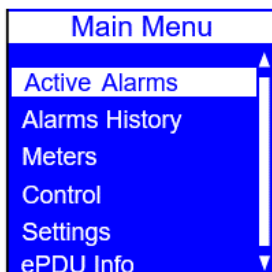 Main Menu
Active Alarms
Alarms History
Meters
Control
Settings
ePDU Info